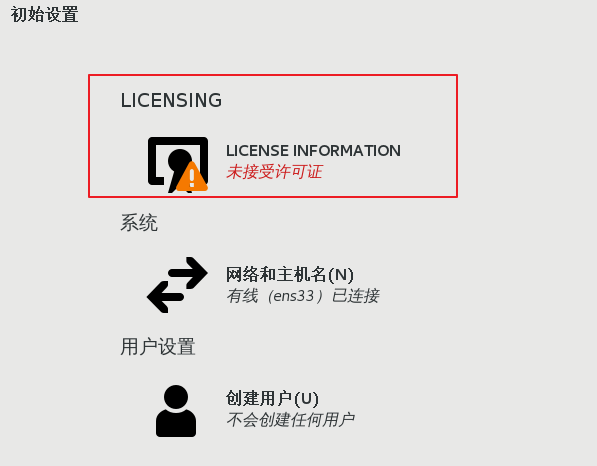 初始设置
LICENSING
LICENSE INFORMATION
未接受许可证
系统
网络和主机名(N)
有线（ens33）已连接
用户设置
创建用户(U)
不会创建任何用户